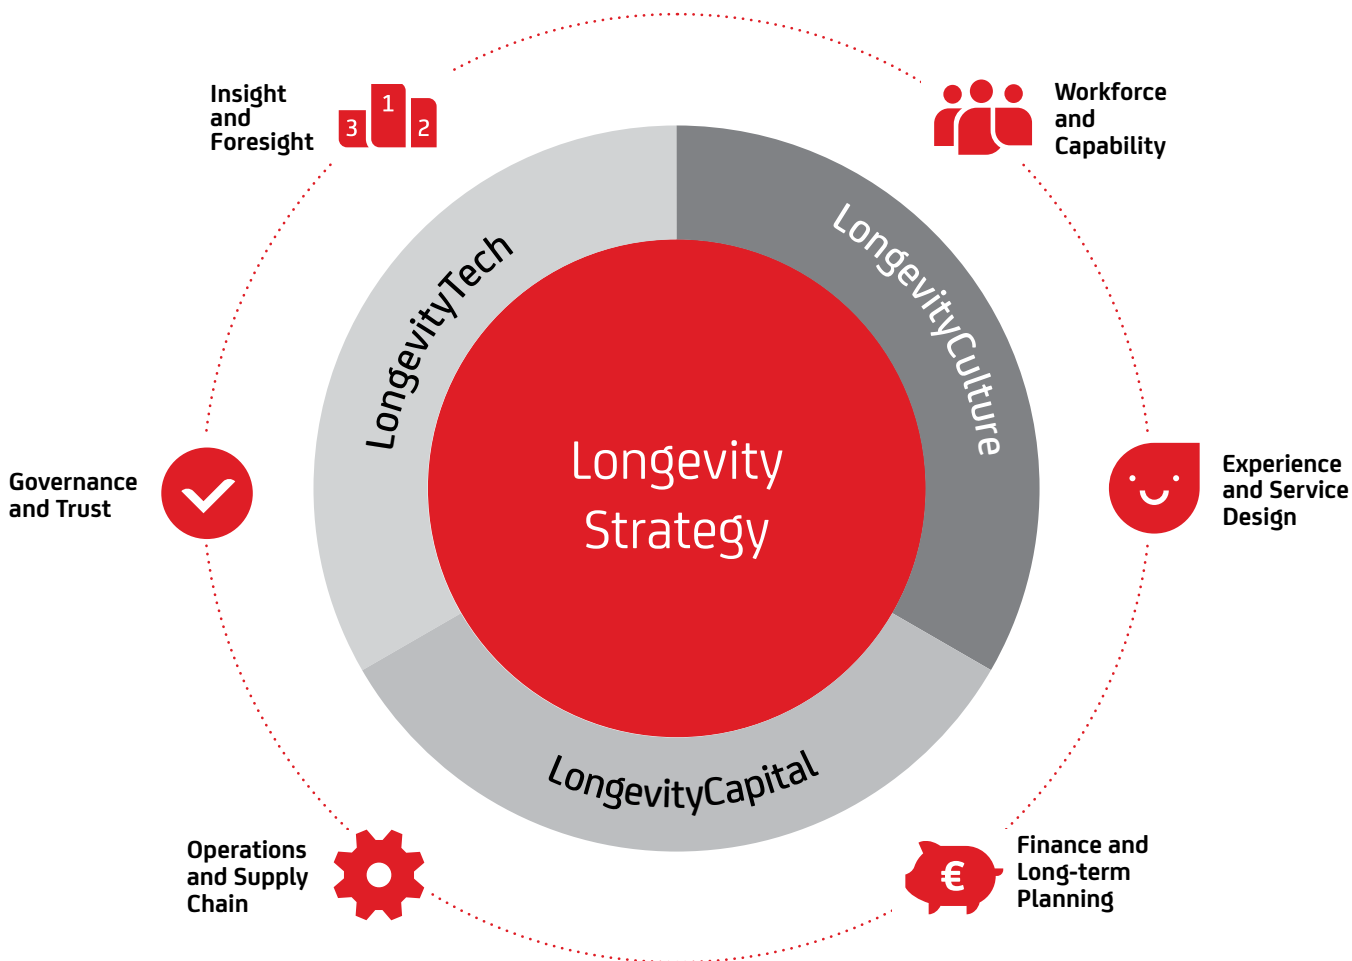 Insight
and
Foresight
3
1
2
Workforce
and
Capability
LongevityTech
LongevityCulture
Longevity
Strategy
Governance
and Trust
Experience
and Service
Design
LongevityCapital
Operations
and Supply
Chain
€
Finance and
Long-term
Planning